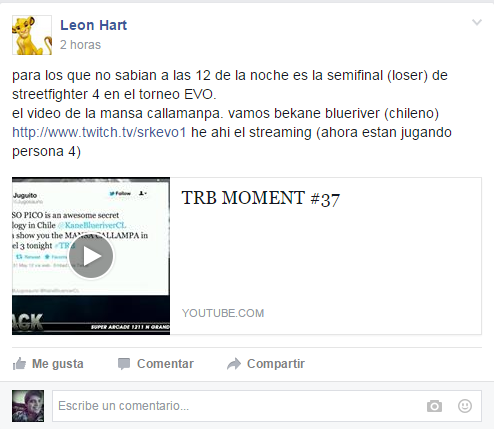 Leon Hart
2 horas
para los que no sabian a las 12 de la noche es la semifinal (loser) de
streetfighter 4 en el torneo EVO.
el video de la mansa callamanpa. vamos bekane blueriver (chileno)
http://www.twitch.tv/srkevo1 he ahi el streaming (ahora estan jugando
persona 4)
TRB MOMENT #37
Juguito
Follow
SO PICO is an awesome secret
logy in Chile @KaneBlueriverCL
show you the MANSA CALLAMPA in
el 3 tonight
SUPER ARCADE 1211 N GRAND
YOUTUBE.COM
Me gusta
Comentar
Compartir
Escribe un comentario...